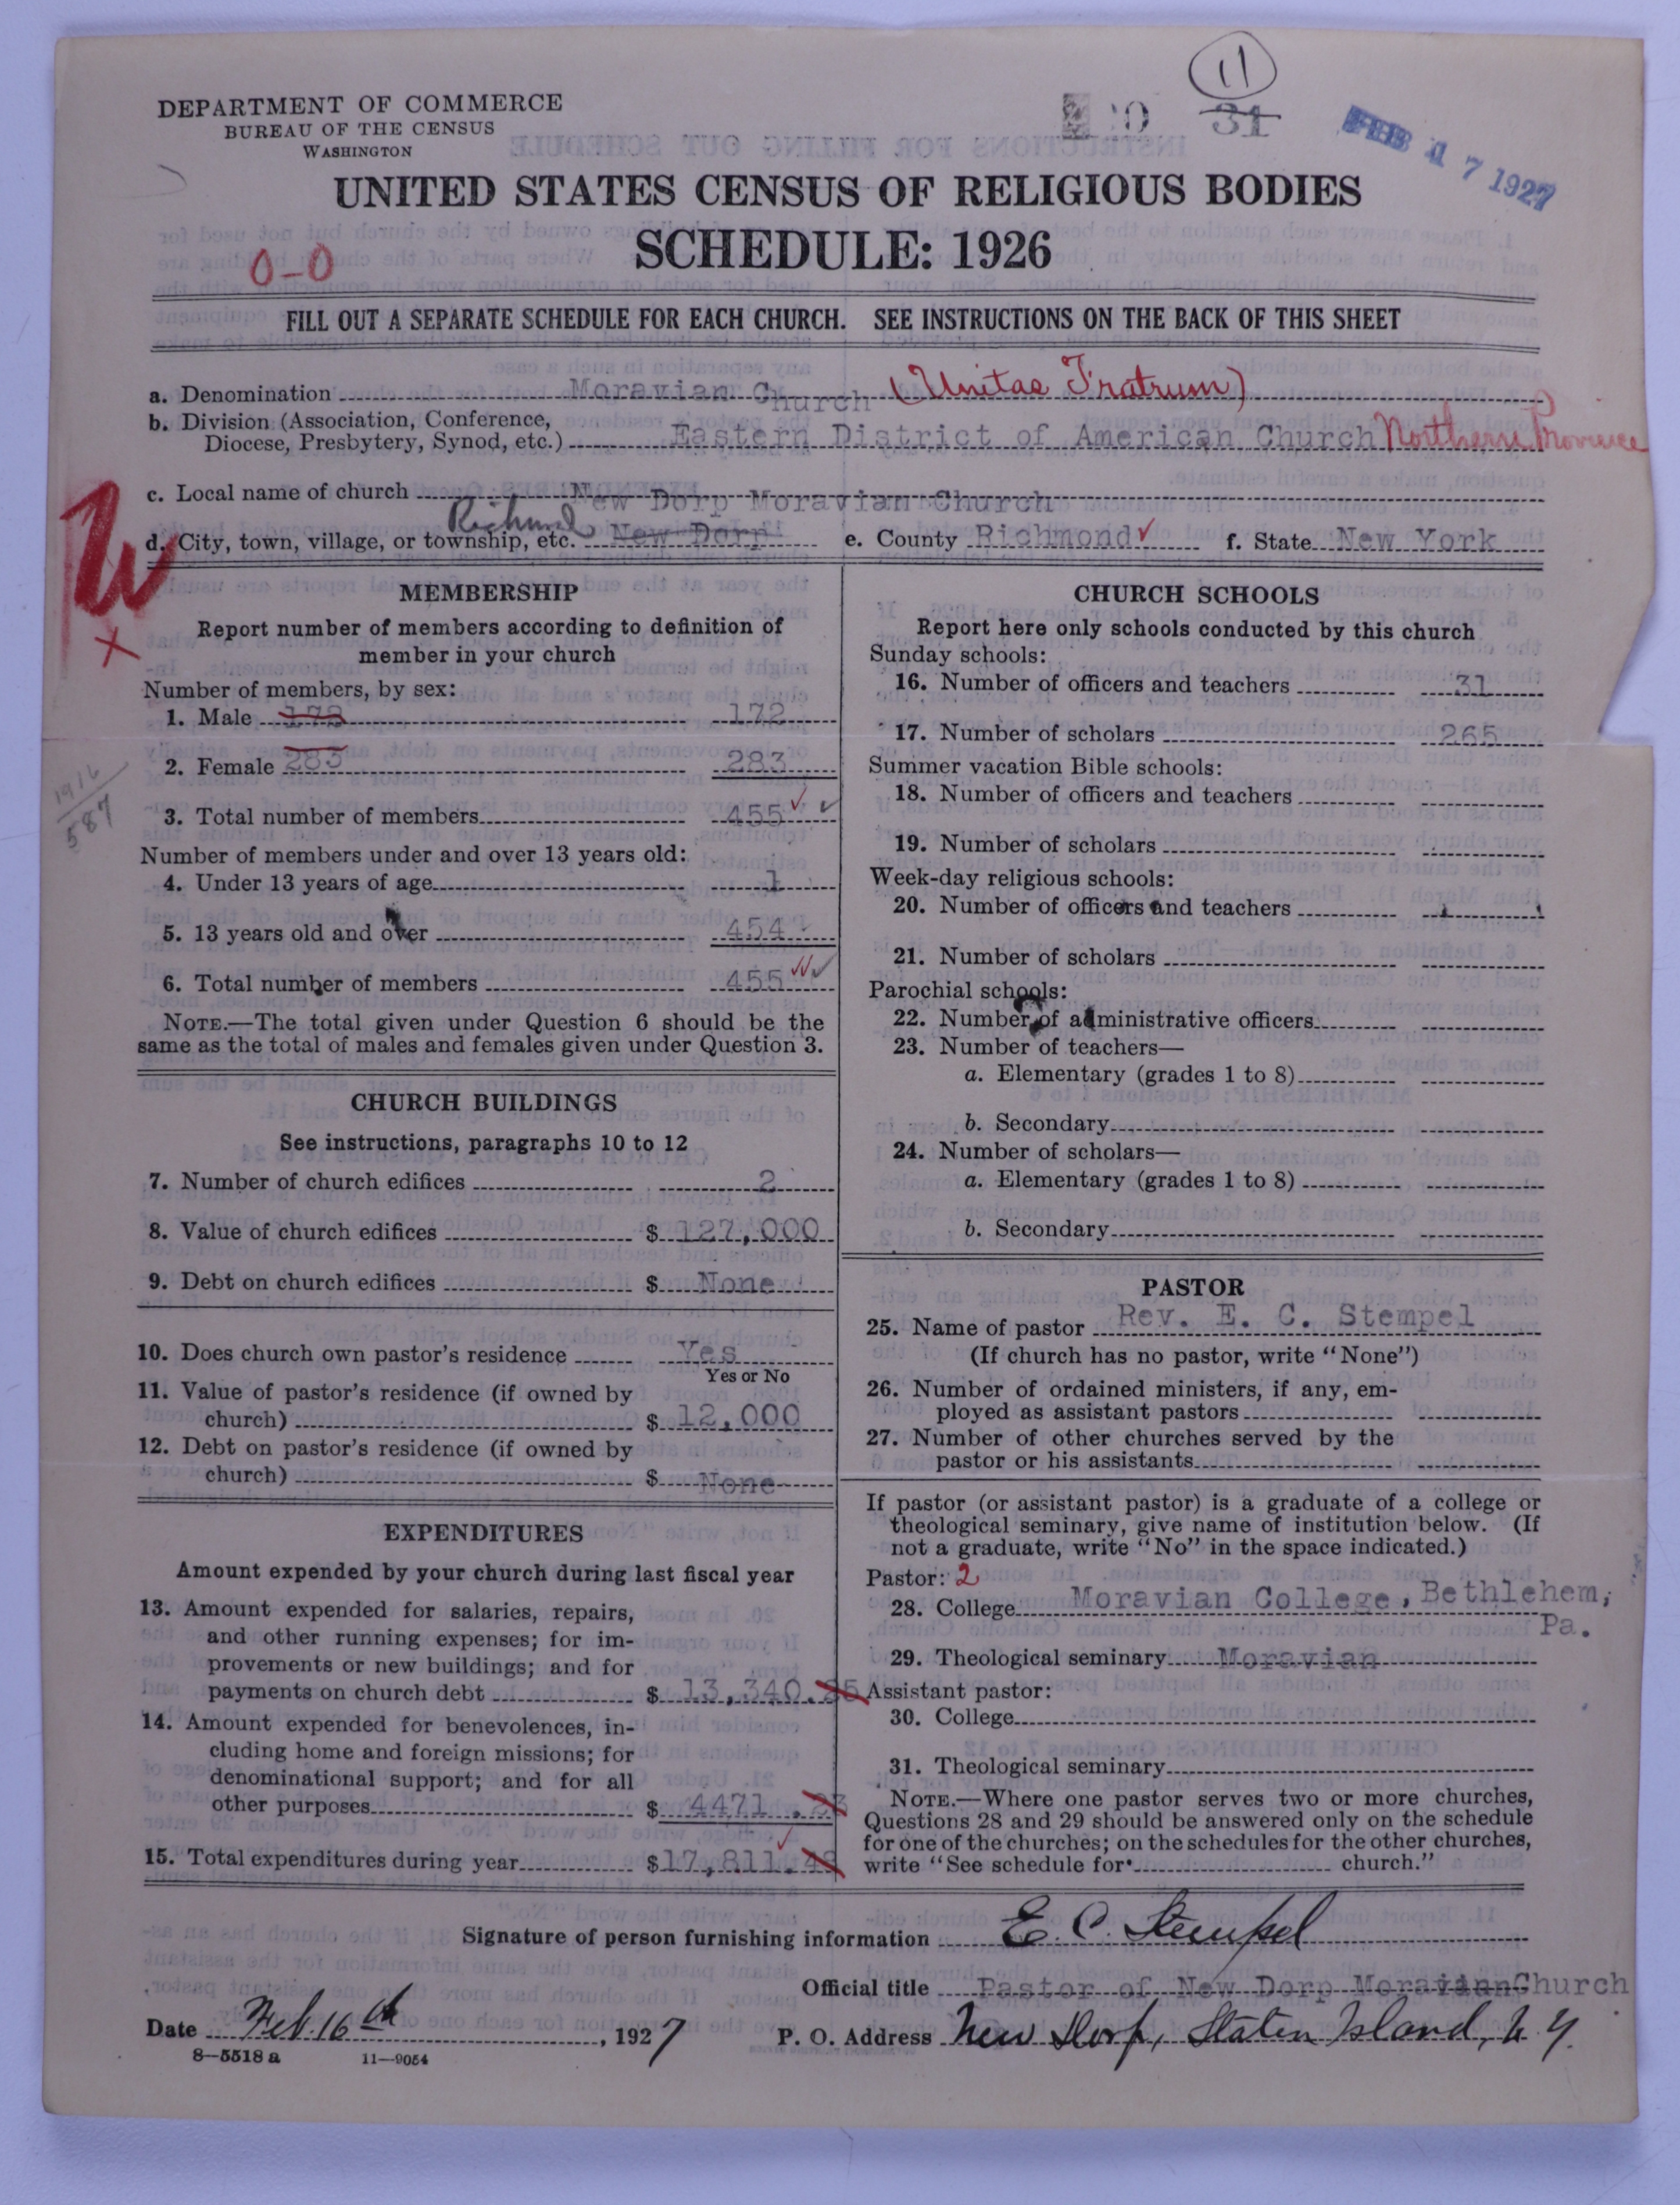 11
DEPARTMENT OF COMMERCE
BUREAU OF THE CENSUS
WASHINGTON
31
FEB 17 1927
UNITED STATES CENSUS OF RELIGIOUS BODIES
SCHEDULE: 1926
0-0
FILL OUT A SEPARATE SCHEDULE FOR EACH CHURCH. SEE INSTRUCTIONS ON THE BACK OF THIS SHEET
a. Denomination Moravian Church (Unitas Fratrum)
b. Division (Association, Conference,
Diocese, Presbytery, Synod, etc.) Eastern District of American Church Northern Province
c. Local name of church New Dorp Moravian Church
d. City, town, village, or township, etc. Richmond New Dorp e. County Richmond f. State New York
MEMBERSHIP
Report number of members according to definition of
member in your church
Number of members, by sex:
1. Male 172 172
2. Female 283 283
1916
587
3. Total number of members 455
Number of members under and over 13 years old:
4. Under 13 years of age 1
5. 13 years old and over 454
6. Total number of members 455
NOTE.—The total given under Question 6 should be the
same as the total of males and females given under Question 3.
CHURCH BUILDINGS
See instructions, paragraphs 10 to 12
7. Number of church edifices 2
8. Value of church edifices $ 127,000
9. Debt on church edifices $ None
10. Does church own pastor's residence Yes
Yes or No
11. Value of pastor's residence (if owned by
church) $ 12,000
12. Debt on pastor's residence (if owned by
church) $ None
EXPENDITURES
Amount expended by your church during last fiscal year
13. Amount expended for salaries, repairs,
and other running expenses; for im-
provements or new buildings; and for
payments on church debt $ 13,340.25
14. Amount expended for benevolences, in-
cluding home and foreign missions; for
denominational support; and for all
other purposes $ 4471 .23
15. Total expenditures during year $17,811.48
CHURCH SCHOOLS
Report here only schools conducted by this church
Sunday schools:
16. Number of officers and teachers 31
17. Number of scholars 265
Summer vacation Bible schools:
18. Number of officers and teachers
19. Number of scholars
Week-day religious schools:
20. Number of officers and teachers
21. Number of scholars
Parochial schools:
22. Number of administrative officers
23. Number of teachers—
a. Elementary (grades 1 to 8)
b. Secondary
24. Number of scholars—
a. Elementary (grades 1 to 8)
b. Secondary
PASTOR
25. Name of pastor Rev. E. C. Stempel
(If church has no pastor, write "None")
26. Number of ordained ministers, if any, em-
ployed as assistant pastors
27. Number of other churches served by the
pastor or his assistants
If pastor (or assistant pastor) is a graduate of a college or
theological seminary, give name of institution below. (If
not a graduate, write "No" in the space indicated.)
Pastor: 2
28. College Moravian College, Bethlehem,
Pa.
29. Theological seminary Moravian
Assistant pastor:
30. College
31. Theological seminary
NOTE.—Where one pastor serves two or more churches,
Questions 28 and 29 should be answered only on the schedule
for one of the churches; on the schedules for the other churches,
write "See schedule for church."
Signature of person furnishing information E. C. Stempel
Official title Pastor of New Dorp Moravian Church
Date Feb. 16th, 1927 P. O. Address New Dorp, Staten Island, N. Y.
8—5518 a 11—9054